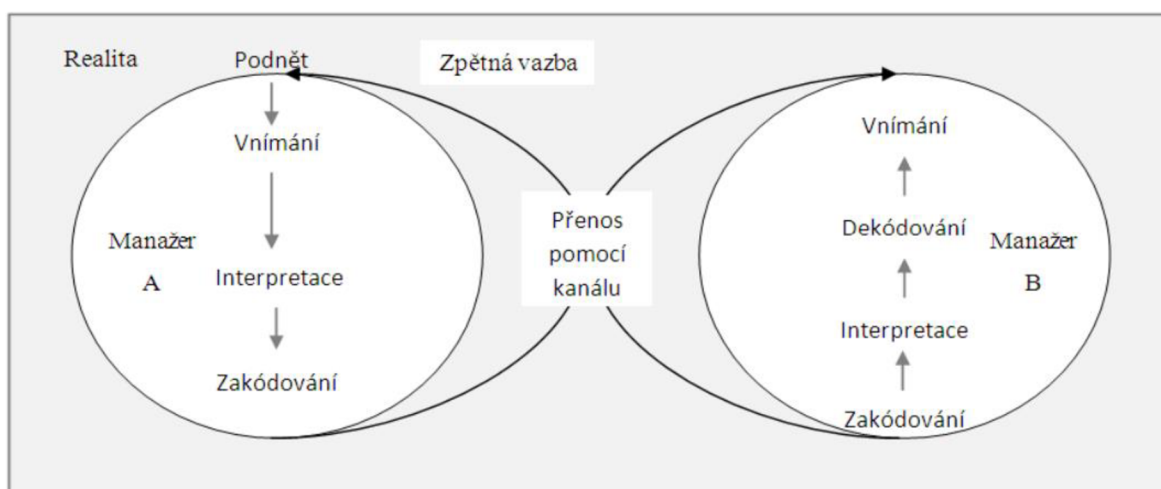 Realita
Podnět
Zpětná vazba
Vnímání
Manažer
A
Interpretace
Zakódování
Přenos
pomocí
kanálu
Vnímání
Dekódování
Manažer
B
Interpretace
Zakódování